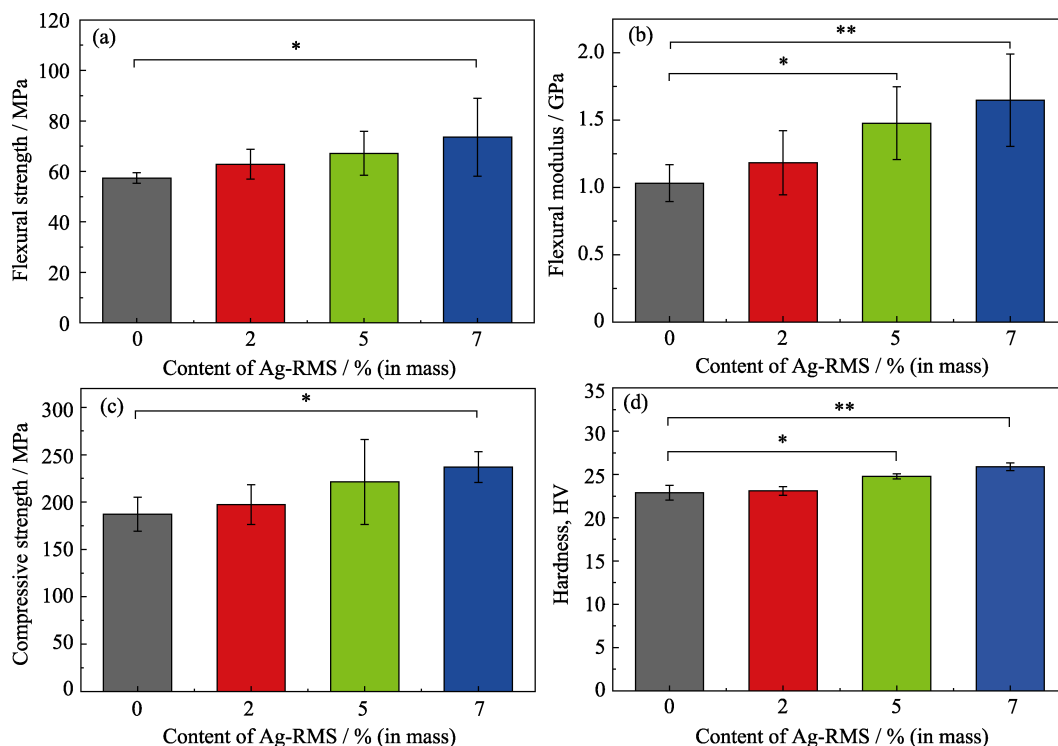 (a)
*
Flexural strength / MPa
120
100
80
60
40
20
0
0 2 5 7
Content of Ag-RMS / % (in mass)
(b)
**
*
Flexural modulus / GPa
2.0
1.5
1.0
0.5
0
0 2 5 7
Content of Ag-RMS / % (in mass)
(c)
*
Compressive strength / MPa
300
250
200
150
100
50
0
0 2 5 7
Content of Ag-RMS / % (in mass)
(d)
**
*
Hardness, HV
35
30
25
20
15
10
5
0
0 2 5 7
Content of Ag-RMS / % (in mass)